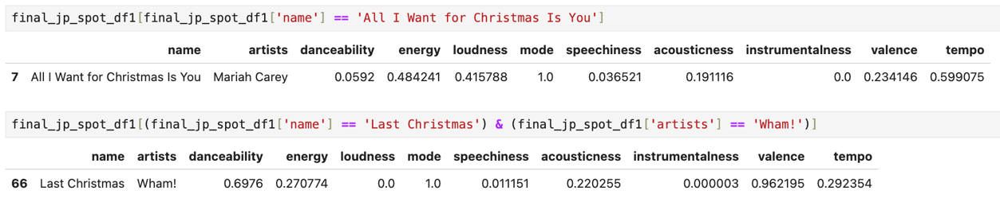 final_jp_spot_df1[final_jp_spot_df1['name'] == 'All I Want for Christmas Is You']
name artists danceability energy loudness mode speechiness acousticness instrumentalness valence tempo
7 All I Want for Christmas Is You Mariah Carey 0.0592 0.484241 0.415788 1.0 0.036521 0.191116 0.0 0.234146 0.599075
final_jp_spot_df1[(final_jp_spot_df1['name'] == 'Last Christmas') & (final_jp_spot_df1['artists'] == 'Wham!')]
name artists danceability energy loudness mode speechiness acousticness instrumentalness valence tempo
66 Last Christmas Wham! 0.6976 0.270774 0.0 1.0 0.011151 0.220255 0.000003 0.962195 0.292354